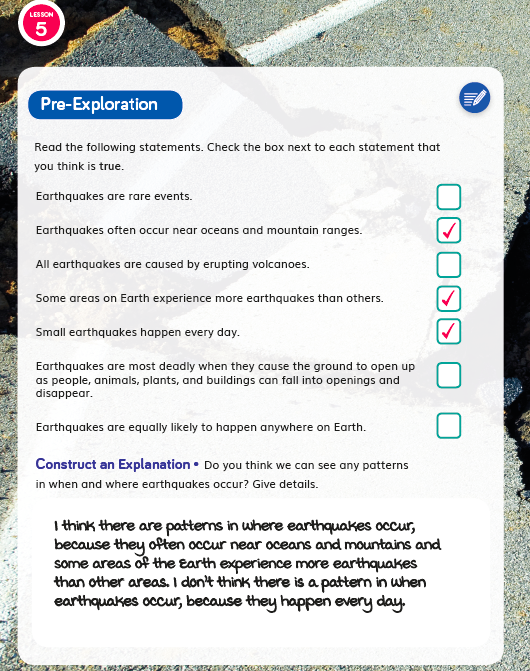 LESSON
5
Pre-Exploration
Read the following statements. Check the box next to each statement that
you think is true.
Earthquakes are rare events.
Earthquakes often occur near oceans and mountain ranges.
All earthquakes are caused by erupting volcanoes.
Some areas on Earth experience more earthquakes than others.
Small earthquakes happen every day.
Earthquakes are most deadly when they cause the ground to open up
as people, animals, plants, and buildings can fall into openings and
disappear.
Earthquakes are equally likely to happen anywhere on Earth.
Construct an Explanation • Do you think we can see any patterns
in when and where earthquakes occur? Give details.
I think there are patterns in where earthquakes occur,
because they often occur near oceans and mountains and
some areas of the Earth experience more earthquakes
than other areas. I don't think there is a pattern in when
earthquakes occur, because they happen every day.